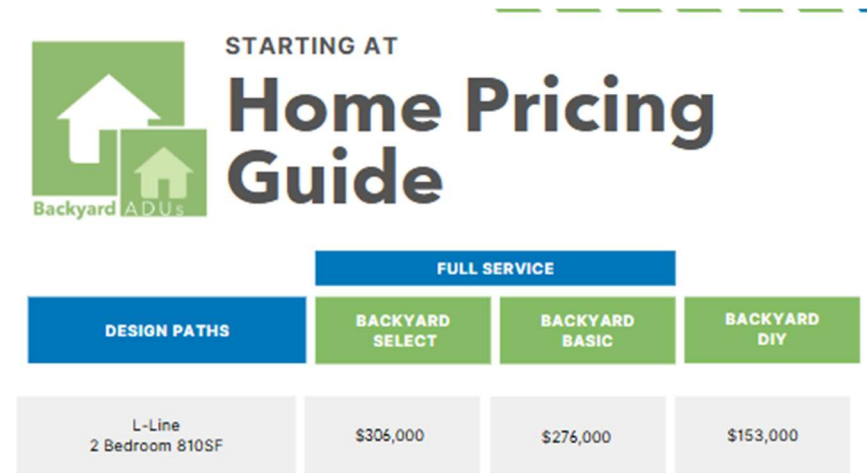 STARTING AT
Home Pricing
Guide
Backyard ADUs
FULL SERVICE
DESIGN PATHS
BACKYARD
SELECT
BACKYARD
BASIC
BACKYARD
DIY
L-Line
2 Bedroom 810SF
$306,000
$276,000
$153,000